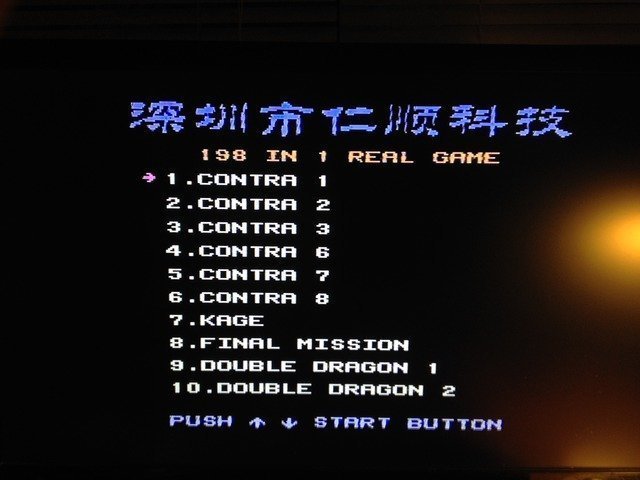 深圳市仁顺科技
198 IN 1 REAL GAME
→ 1.CONTRA 1
2.CONTRA 2
3.CONTRA 3
4.CONTRA 6
5.CONTRA 7
6.CONTRA 8
7.KAGE
8.FINAL MISSION
9.DOUBLE DRAGON 1
10.DOUBLE DRAGON 2
PUSH ↑ ↓ START BUTTON